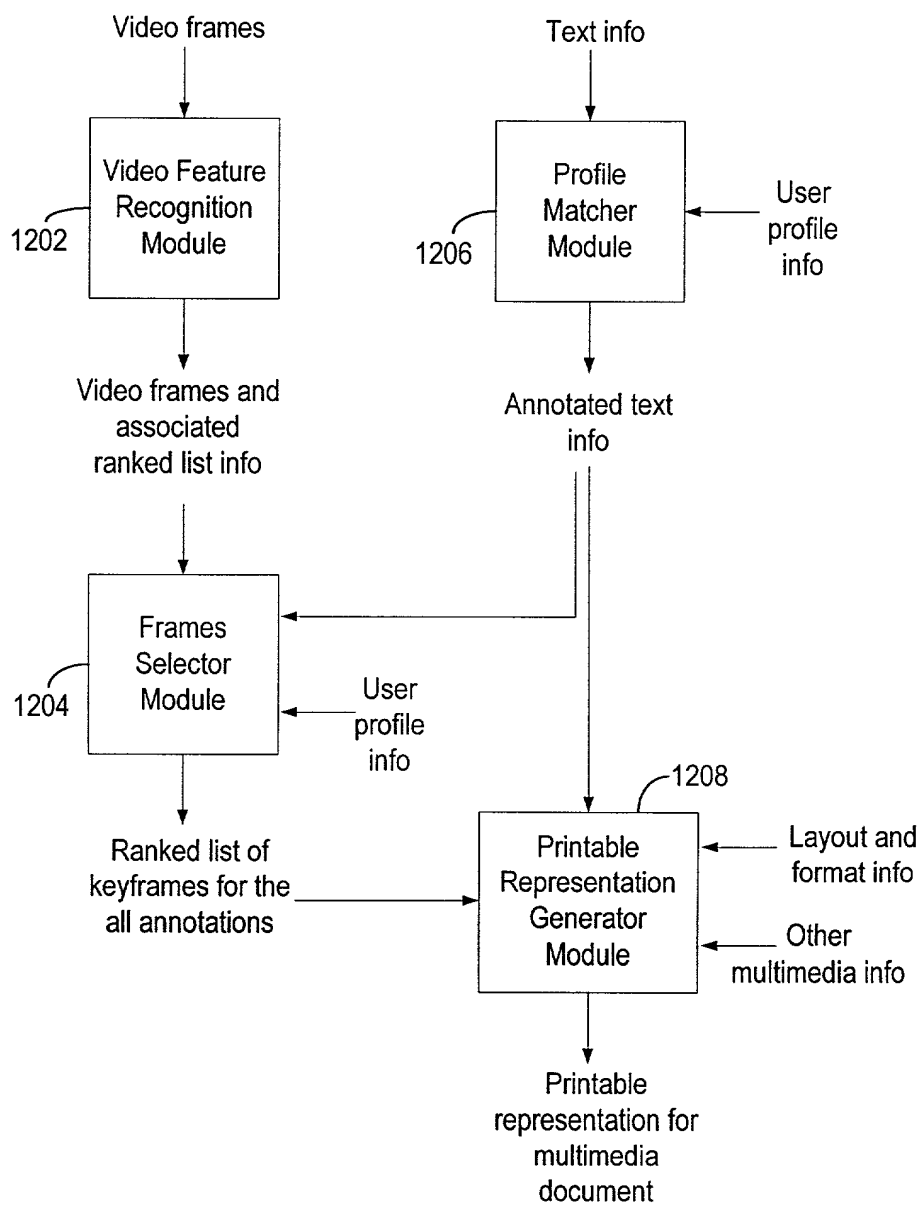 Video frames
Text info
Video Feature
Recognition
Module
1202
Profile
Matcher
Module
1206
User
profile
info
Video frames and
associated
ranked list info
Annotated text
info
Frames
Selector
Module
1204
User
profile
info
1208
Ranked list of
keyframes for the
all annotations
Printable
Representation
Generator
Module
Layout and
format info
Other
multimedia info
Printable
representation for
multimedia
document